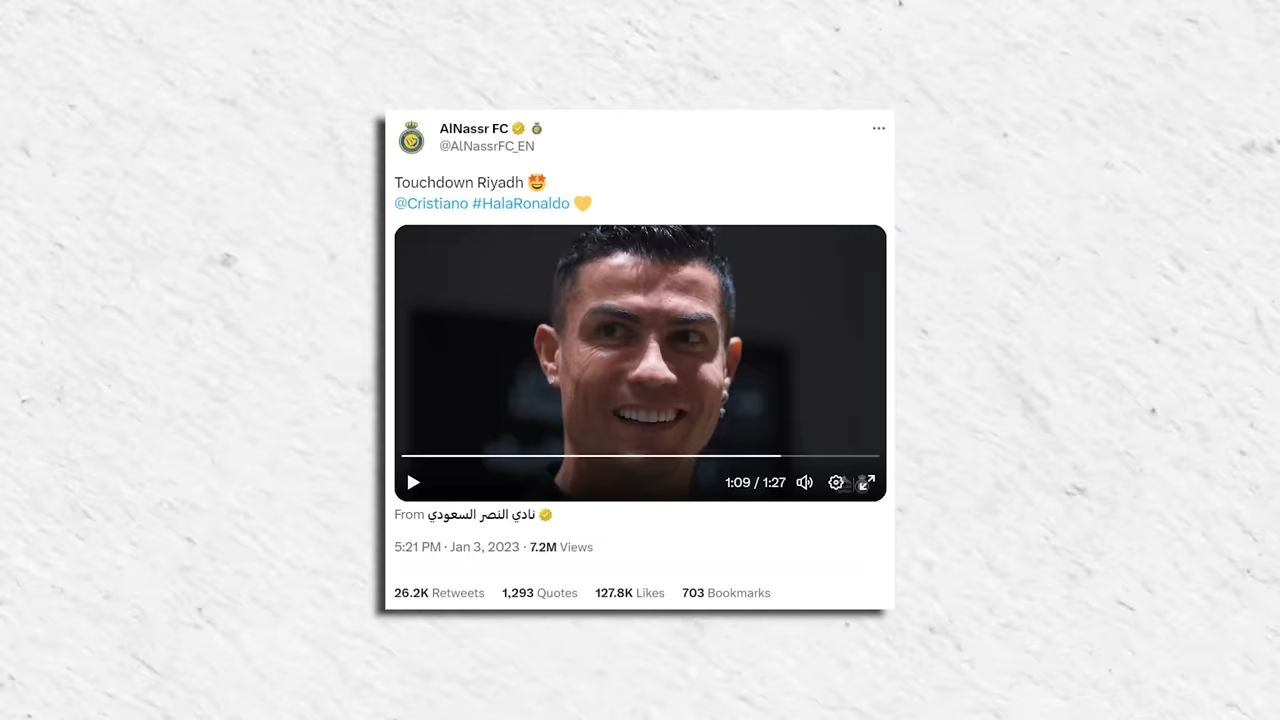 AlNassr FC
@AlNassrFC_EN
Touchdown Riyadh 🤩
@Cristiano #HalaRonaldo 💛
1:09 / 1:27
From نادي النصر السعودي
5:21 PM · Jan 3, 2023 · 7.2M Views
26.2K Retweets 1,293 Quotes 127.8K Likes 703 Bookmarks